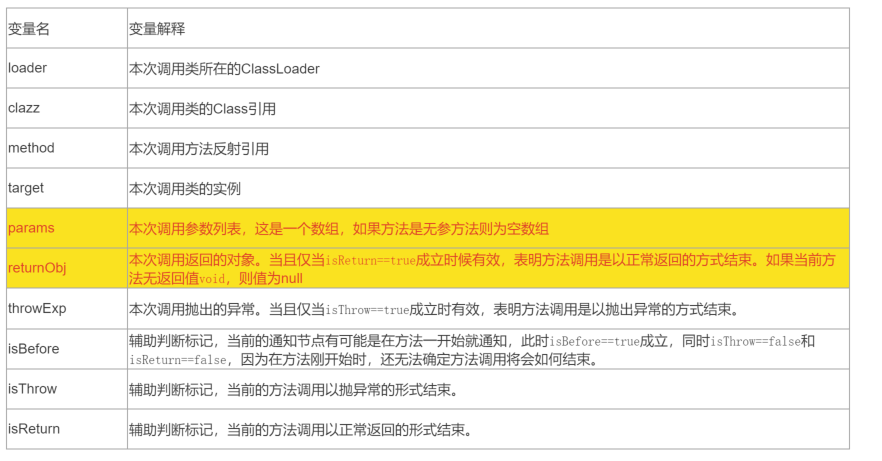 变量名 变量解释
loader 本次调用类所在的ClassLoader
clazz 本次调用类的Class引用
method 本次调用方法反射引用
target 本次调用类的实例
params 本次调用参数列表，这是一个数组，如果方法是无参方法则为空数组
returnObj 本次调用返回的对象。当且仅当isReturn==true成立时候有效，表明方法调用是以正常返回的方式结束。如果当前方
法无返回值void，则值为null
throwExp 本次调用抛出的异常。当且仅当isThrow==true成立时有效，表明方法调用是以抛出异常的方式结束。
isBefore 辅助判断标记，当前的通知节点有可能是在方法一开始就通知，此时isBefore==true成立，同时isThrow==false和
isReturn==false，因为在方法刚开始时，还无法确定方法调用将会如何结束。
isThrow 辅助判断标记，当前的方法调用以抛异常的形式结束。
isReturn 辅助判断标记，当前的方法调用以正常返回的形式结束。